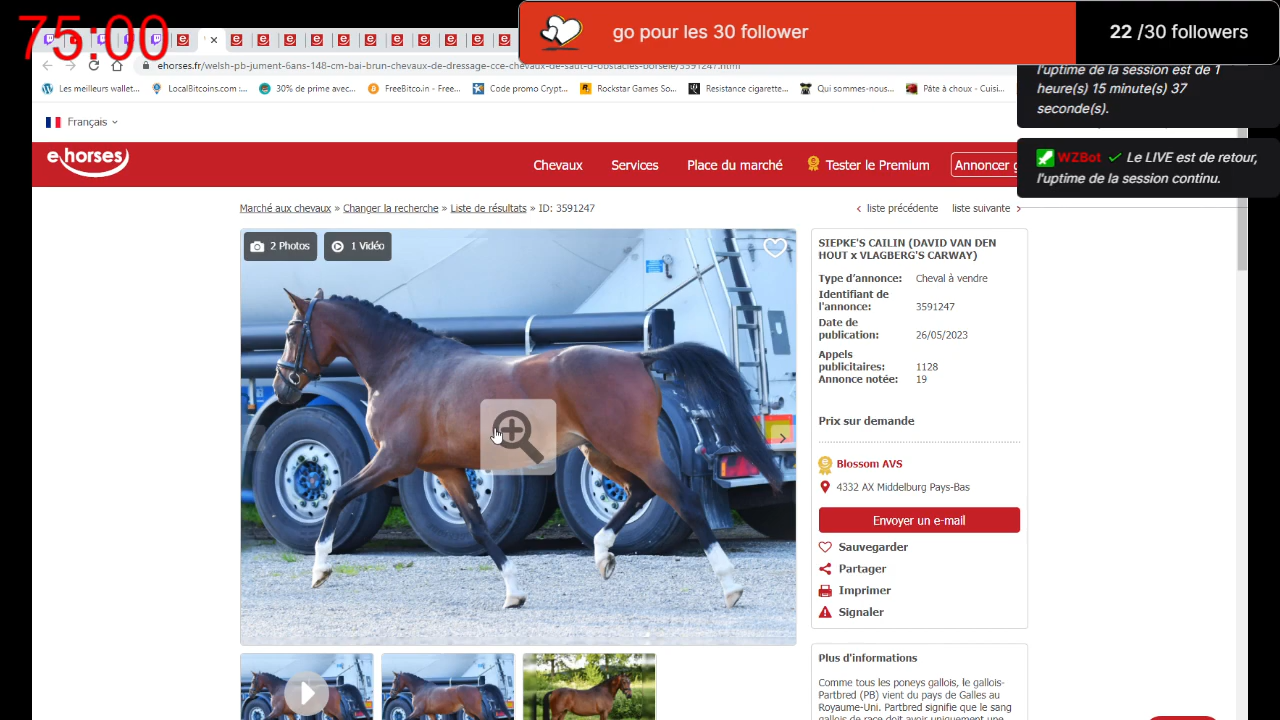 75:00
go pour les 30 follower
22 /30 followers
ehorses.fr/welsh-pb-jument-6ans-148-cm-bai-brun-chevaux-de-dressage-cce-chevaux-de-saut-d-obstacles-borsele/3591247.html
l'uptime de la session est de 1
heure(s) 15 minute(s) 37
seconde(s).
Les meilleurs wallet...
LocalBitcoins.com :...
30% de prime avec...
FreeBitco.in - Free...
Code promo Crypt...
Rockstar Games So...
Resistance cigarette...
Qui sommes-nous...
Pâte à choux - Cuisi...
Français
WZBot Le LIVE est de retour,
l'uptime de la session continu.
ehorses
Chevaux
Services
Place du marché
Tester le Premium
Annoncer g
Marché aux chevaux » Changer la recherche » Liste de résultats » ID: 3591247
liste précédente
liste suivante
2 Photos
1 Vidéo
SIEPKE'S CAILIN (DAVID VAN DEN
HOUT x VLAGBERG'S CARWAY)
Type d'annonce: Cheval à vendre
Identifiant de
l'annonce: 3591247
Date de
publication: 26/05/2023
Appels
publicitaires: 1128
Annonce notée: 19
Prix sur demande
Blossom AVS
4332 AX Middelburg Pays-Bas
Envoyer un e-mail
Sauvegarder
Partager
Imprimer
Signaler
Plus d'informations
Comme tous les poneys gallois, le gallois-
Partbred (PB) vient du pays de Galles au
Royaume-Uni. Partbred signifie que le sang
gallois de race doit avoir uniquement une